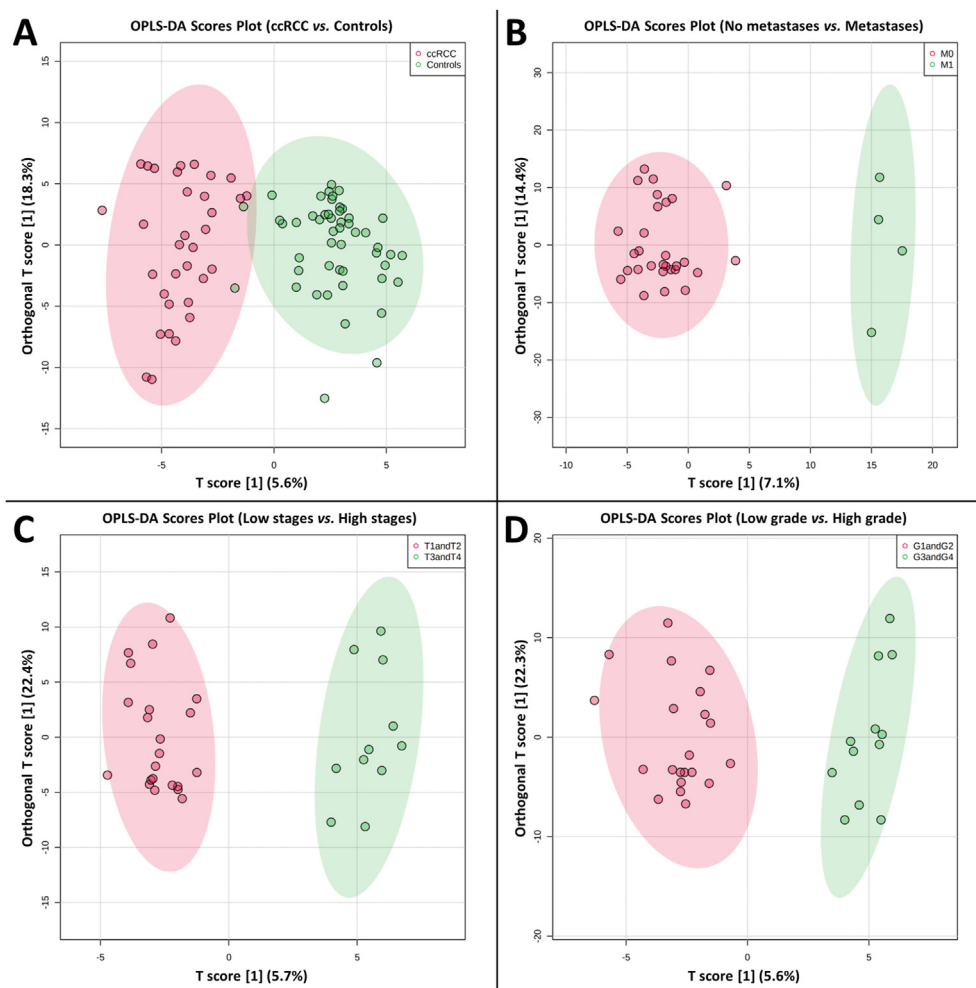 A
OPLS-DA Scores Plot (ccRCC vs. Controls)
ccRCC
Controls
Orthogonal T score [1] (18.3%)
15
10
5
0
-5
-10
-15
-5
0
5
T score [1] (5.6%)
B
OPLS-DA Scores Plot (No metastases vs. Metastases)
M0
M1
Orthogonal T score [1] (14.4%)
30
20
10
0
-10
-20
-30
-10
-5
0
5
10
15
20
T score [1] (7.1%)
C
OPLS-DA Scores Plot (Low stages vs. High stages)
T1andT2
T3andT4
Orthogonal T score [1] (22.4%)
15
10
5
0
-5
-10
-15
-5
0
5
T score [1] (5.7%)
D
OPLS-DA Scores Plot (Low grade vs. High grade)
G1andG2
G3andG4
Orthogonal T score [1] (22.3%)
20
10
0
-10
-20
-5
0
5
T score [1] (5.6%)